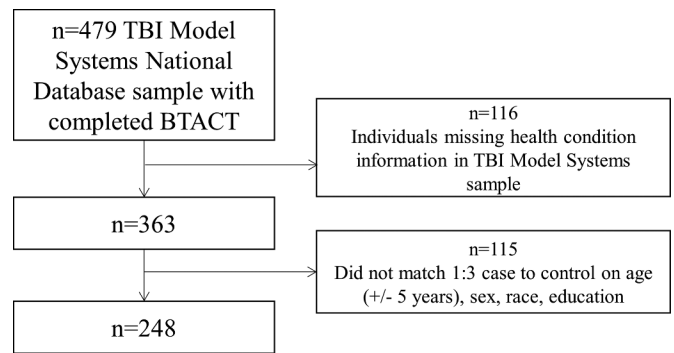 n=479 TBI Model
Systems National
Database sample with
completed BTACT
n=116
Individuals missing health condition
information in TBI Model Systems
sample
n=363
n=115
Did not match 1:3 case to control on age
(+/- 5 years), sex, race, education
n=248